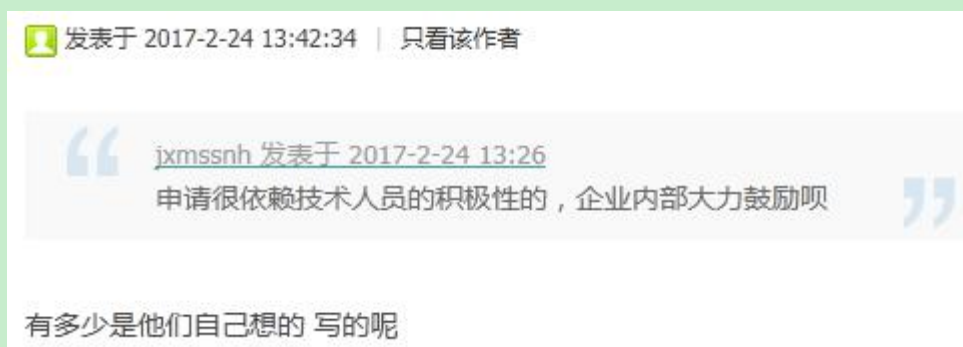 发表于 2017-2-24 13:42:34 | 只看该作者
jxmssnh 发表于 2017-2-24 13:26
申请很依赖技术人员的积极性的，企业内部大力鼓励呗
有多少是他们自己想的 写的呢